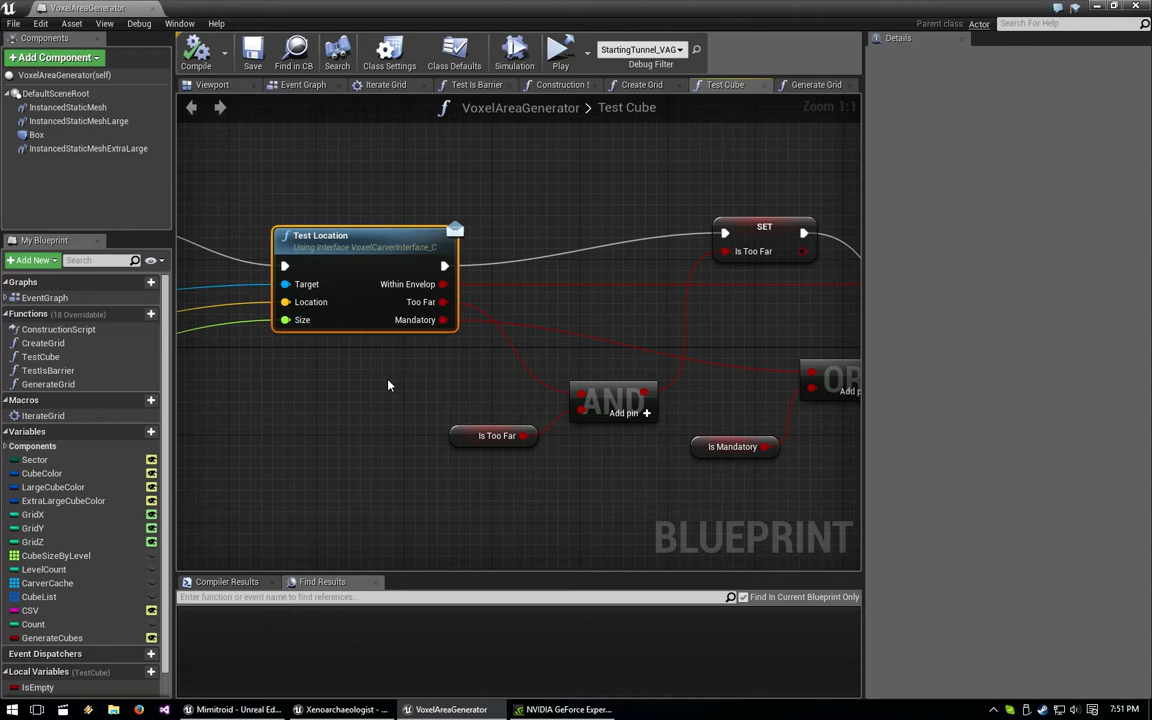 VoxelAreaGenerator
File Edit Asset View Debug Window Help
Parent class: Actor
Search For Help
Components
Add Component
VoxelAreaGenerator(self)
DefaultSceneRoot
InstancedStaticMesh
InstancedStaticMeshLarge
Box
InstancedStaticMeshExtraLarge
Compile
Save
Find in CB
Search
Class Settings
Class Defaults
Simulation
Play
StartingTunnel_VAG
Debug Filter
Details
Viewport
Event Graph
Iterate Grid
Test Is Barrier
Construction
Create Grid
Test Cube
Generate Grid
VoxelAreaGenerator > Test Cube
Zoom 1:1
Test Location
Using Interface VoxelCarverInterface_C
Target
Within Envelop
Location
Too Far
Size
Mandatory
SET
Is Too Far
AND
Add pin
OR
Add p
Is Too Far
Is Mandatory
BLUEPRINT
My Blueprint
Add New
Search
Graphs
EventGraph
Functions (18 Overridable)
ConstructionScript
CreateGrid
TestCube
TestIsBarrier
GenerateGrid
Macros
IterateGrid
Variables
Components
Sector
CubeColor
LargeCubeColor
ExtraLargeCubeColor
GridX
GridY
GridZ
CubeSizeByLevel
LevelCount
CarverCache
CubeList
CSV
Count
GenerateCubes
Event Dispatchers
Local Variables (TestCube)
IsEmpty
Compiler Results
Find Results
Enter function or event name to find references...
Find In Current Blueprint Only
Mimitroid - Unreal Ed...
Xenoarchaeologist - ...
VoxelAreaGenerator
NVIDIA GeForce Exper...
7:51 PM